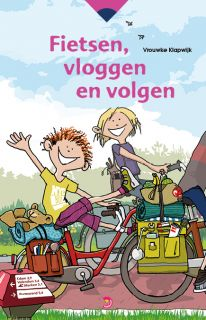 Fietsen,
vloggen
en volgen
Vrouwke Klapwijk